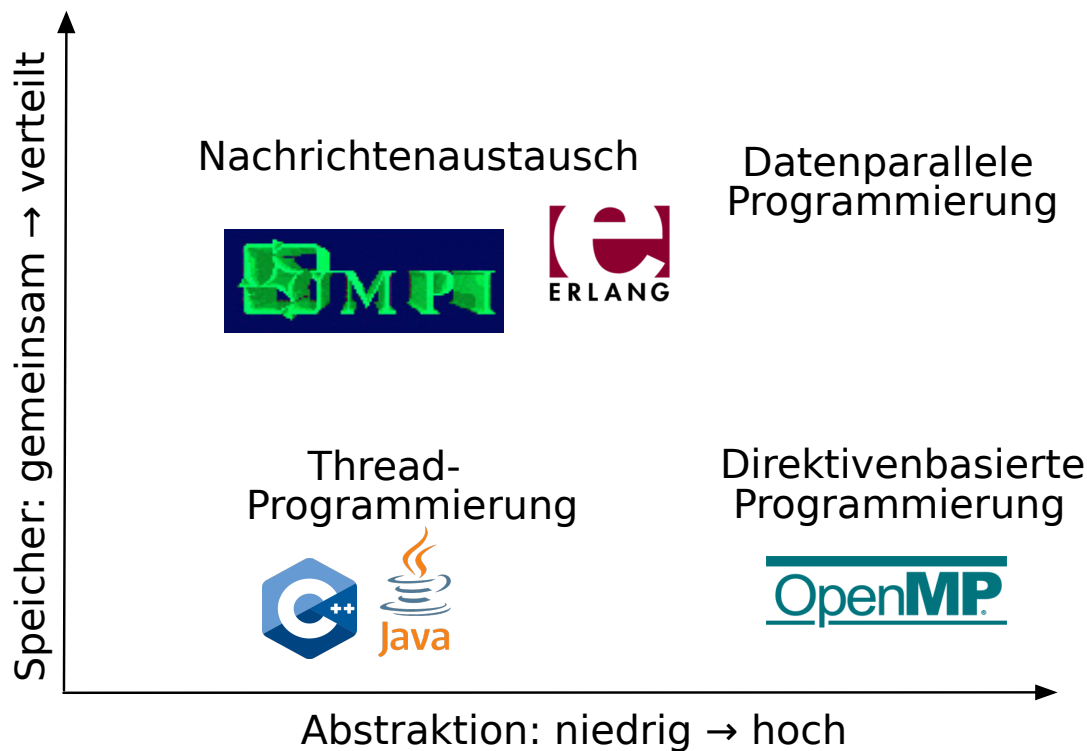 Speicher: gemeinsam → verteilt
Nachrichtenaustausch
MPI
ERLANG
Datenparallele
Programmierung
Thread-
Programmierung
C++
Java
Direktivenbasierte
Programmierung
OpenMP
Abstraktion: niedrig → hoch